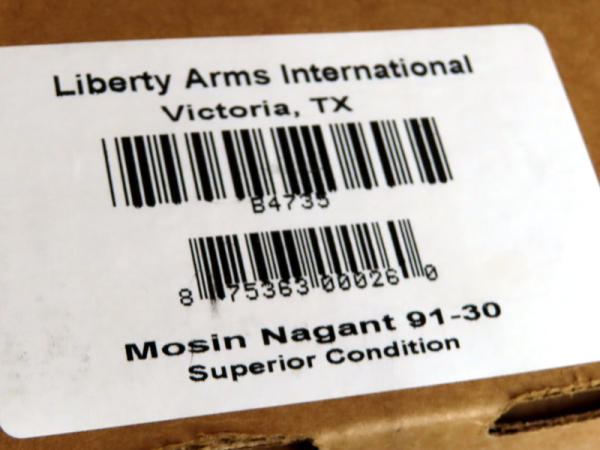 Liberty Arms International
Victoria, TX
B4735
8 75363 00026 0
Mosin Nagant 91-30
Superior Condition